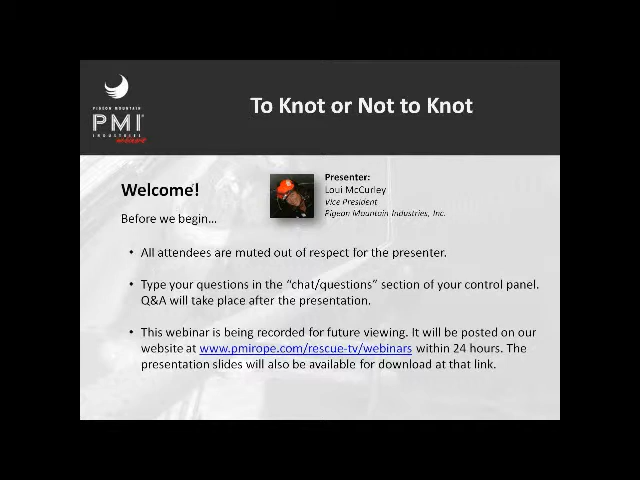 PIGEON MOUNTAIN
PMI®
INDUSTRIES
To Knot or Not to Knot
Welcome!
Before we begin...
Presenter:
Loui McCurley
Vice President
Pigeon Mountain Industries, Inc.
• All attendees are muted out of respect for the presenter.
• Type your questions in the “chat/questions” section of your control panel.
Q&A will take place after the presentation.
• This webinar is being recorded for future viewing. It will be posted on our
website at www.pmirope.com/rescue-tv/webinars within 24 hours. The
presentation slides will also be available for download at that link.